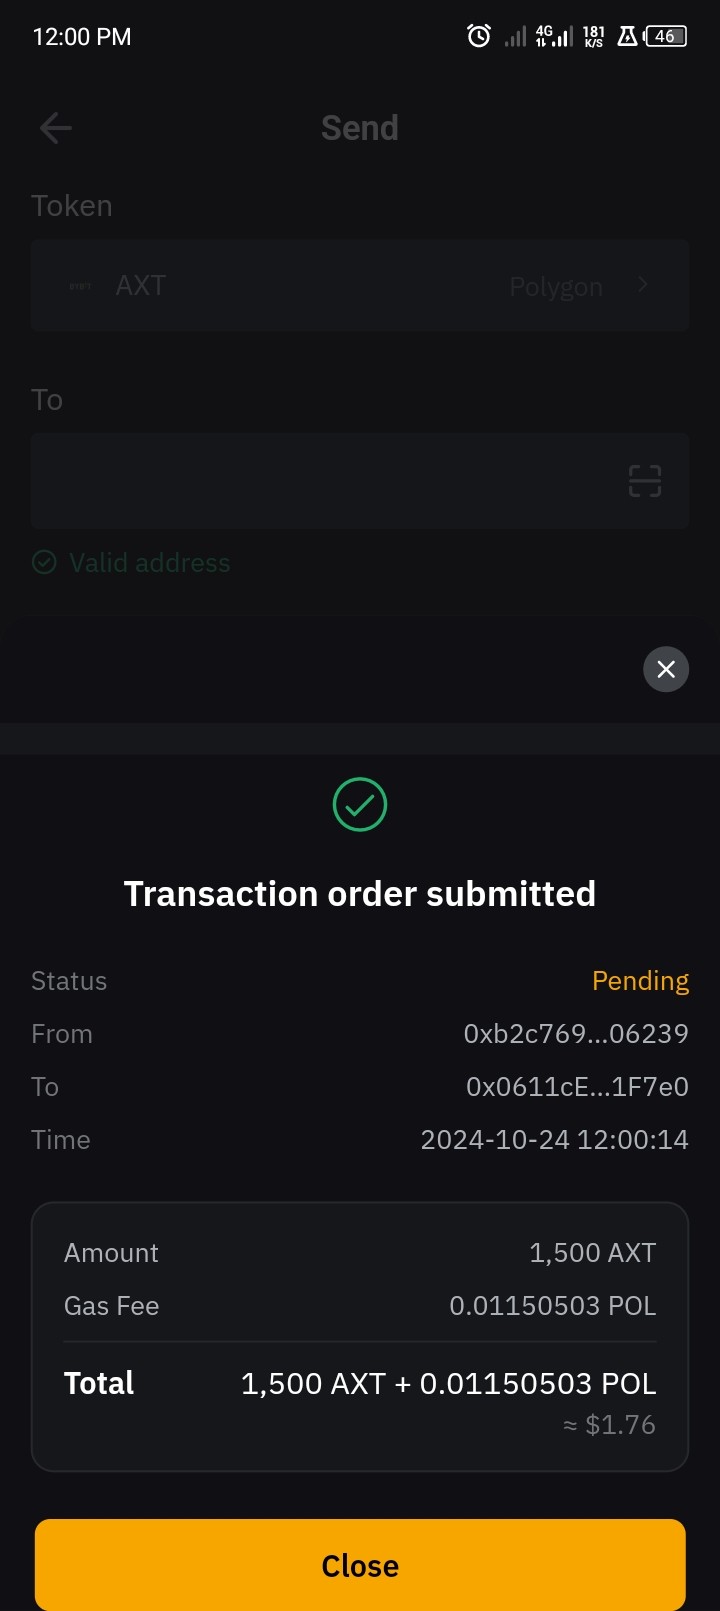 12:00 PM 4G 181 K/S 46
Send
Token
AXT Polygon
To
Valid address
Transaction order submitted
Status Pending
From 0xb2c769...06239
To 0x0611cE...1F7e0
Time 2024-10-24 12:00:14
Amount 1,500 AXT
Gas Fee 0.01150503 POL
Total 1,500 AXT + 0.01150503 POL
≈ $1.76
Close